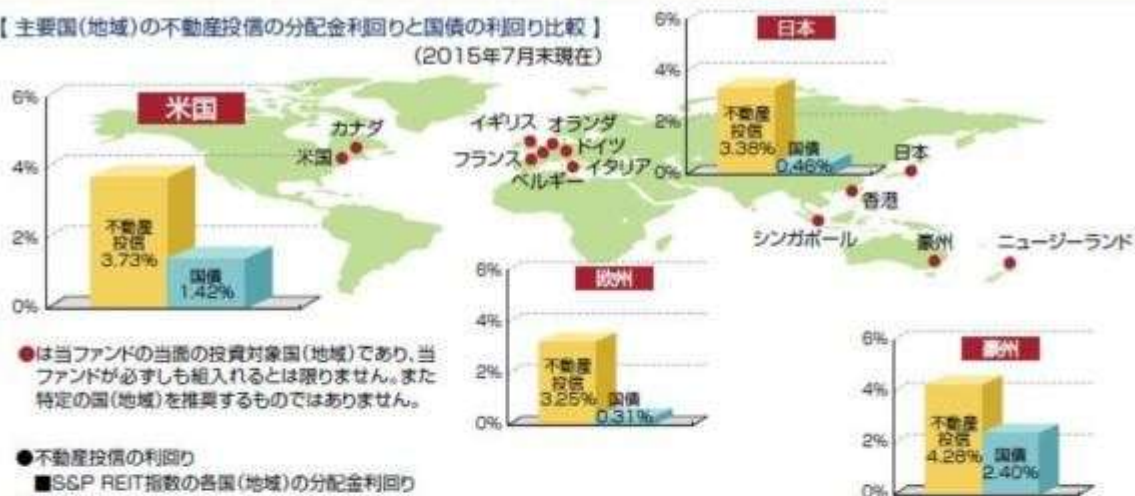 【 主要国(地域)の不動産投信の分配金利回りと国債の利回り比較 】
(2015年7月末現在)
6%
4%
2%
0%
米国
不動産
投信
3.73%
国債
1.42%
カナダ
米国
イギリス
オランダ
フランス
ドイツ
ベルギー
イタリア
6%
4%
2%
0%
日本
不動産
投信
3.38%
国債
0.46%
日本
香港
シンガポール
豪州
ニュージーランド
6%
4%
2%
0%
欧州
不動産
投信
3.25%
国債
0.31%
6%
4%
2%
0%
豪州
不動産
投信
4.28%
国債
2.40%
●は当ファンドの当面の投資対象国(地域)であり、当
ファンドが必ずしも組入れるとは限りません。また
特定の国(地域)を推奨するものではありません。
●不動産投信の利回り
■S&P REIT指数の各国(地域)の分配金利回り